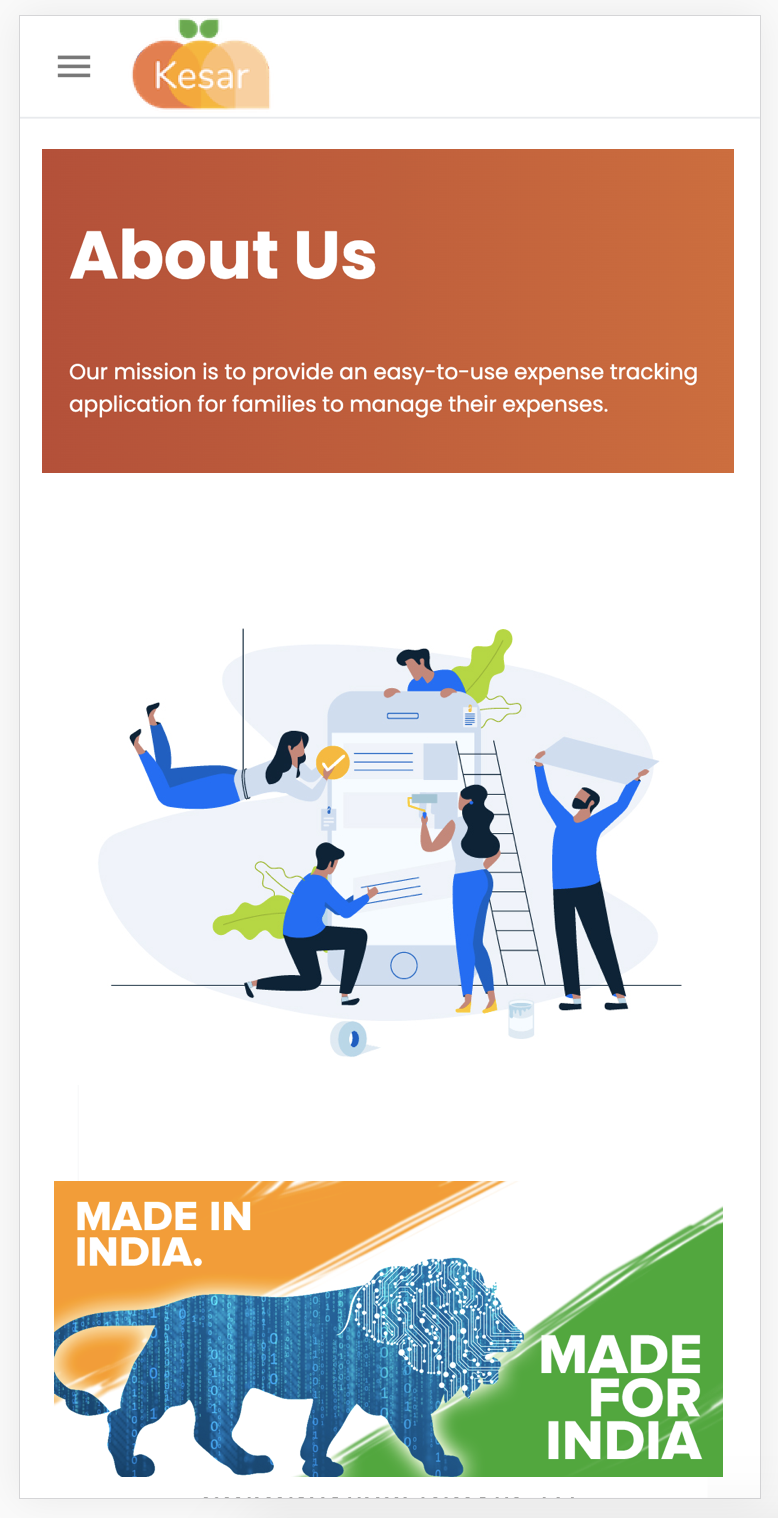 Kesar
About Us
Our mission is to provide an easy-to-use expense tracking
application for families to manage their expenses.
MADE IN
INDIA.
MADE
FOR
INDIA